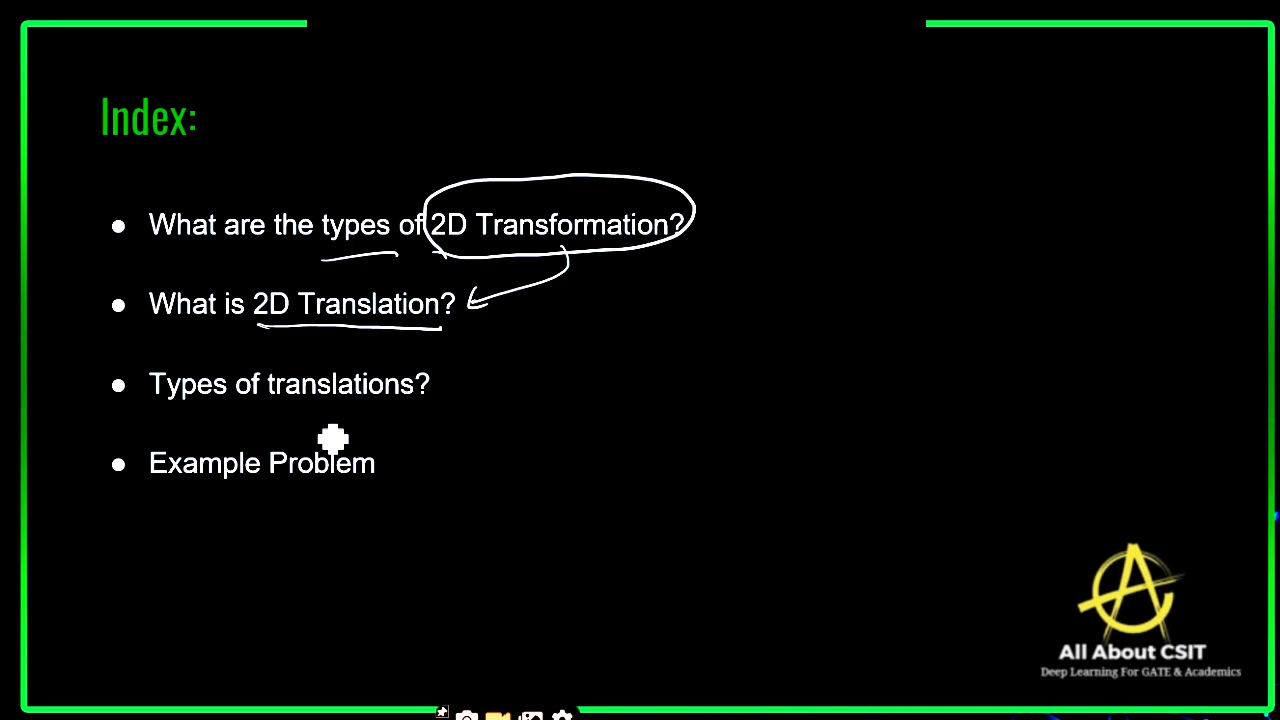 Index:
● What are the types of 2D Transformation?
● What is 2D Translation?
● Types of translations?
● Example Problem
All About CSIT
Deep Learning For GATE & Academics